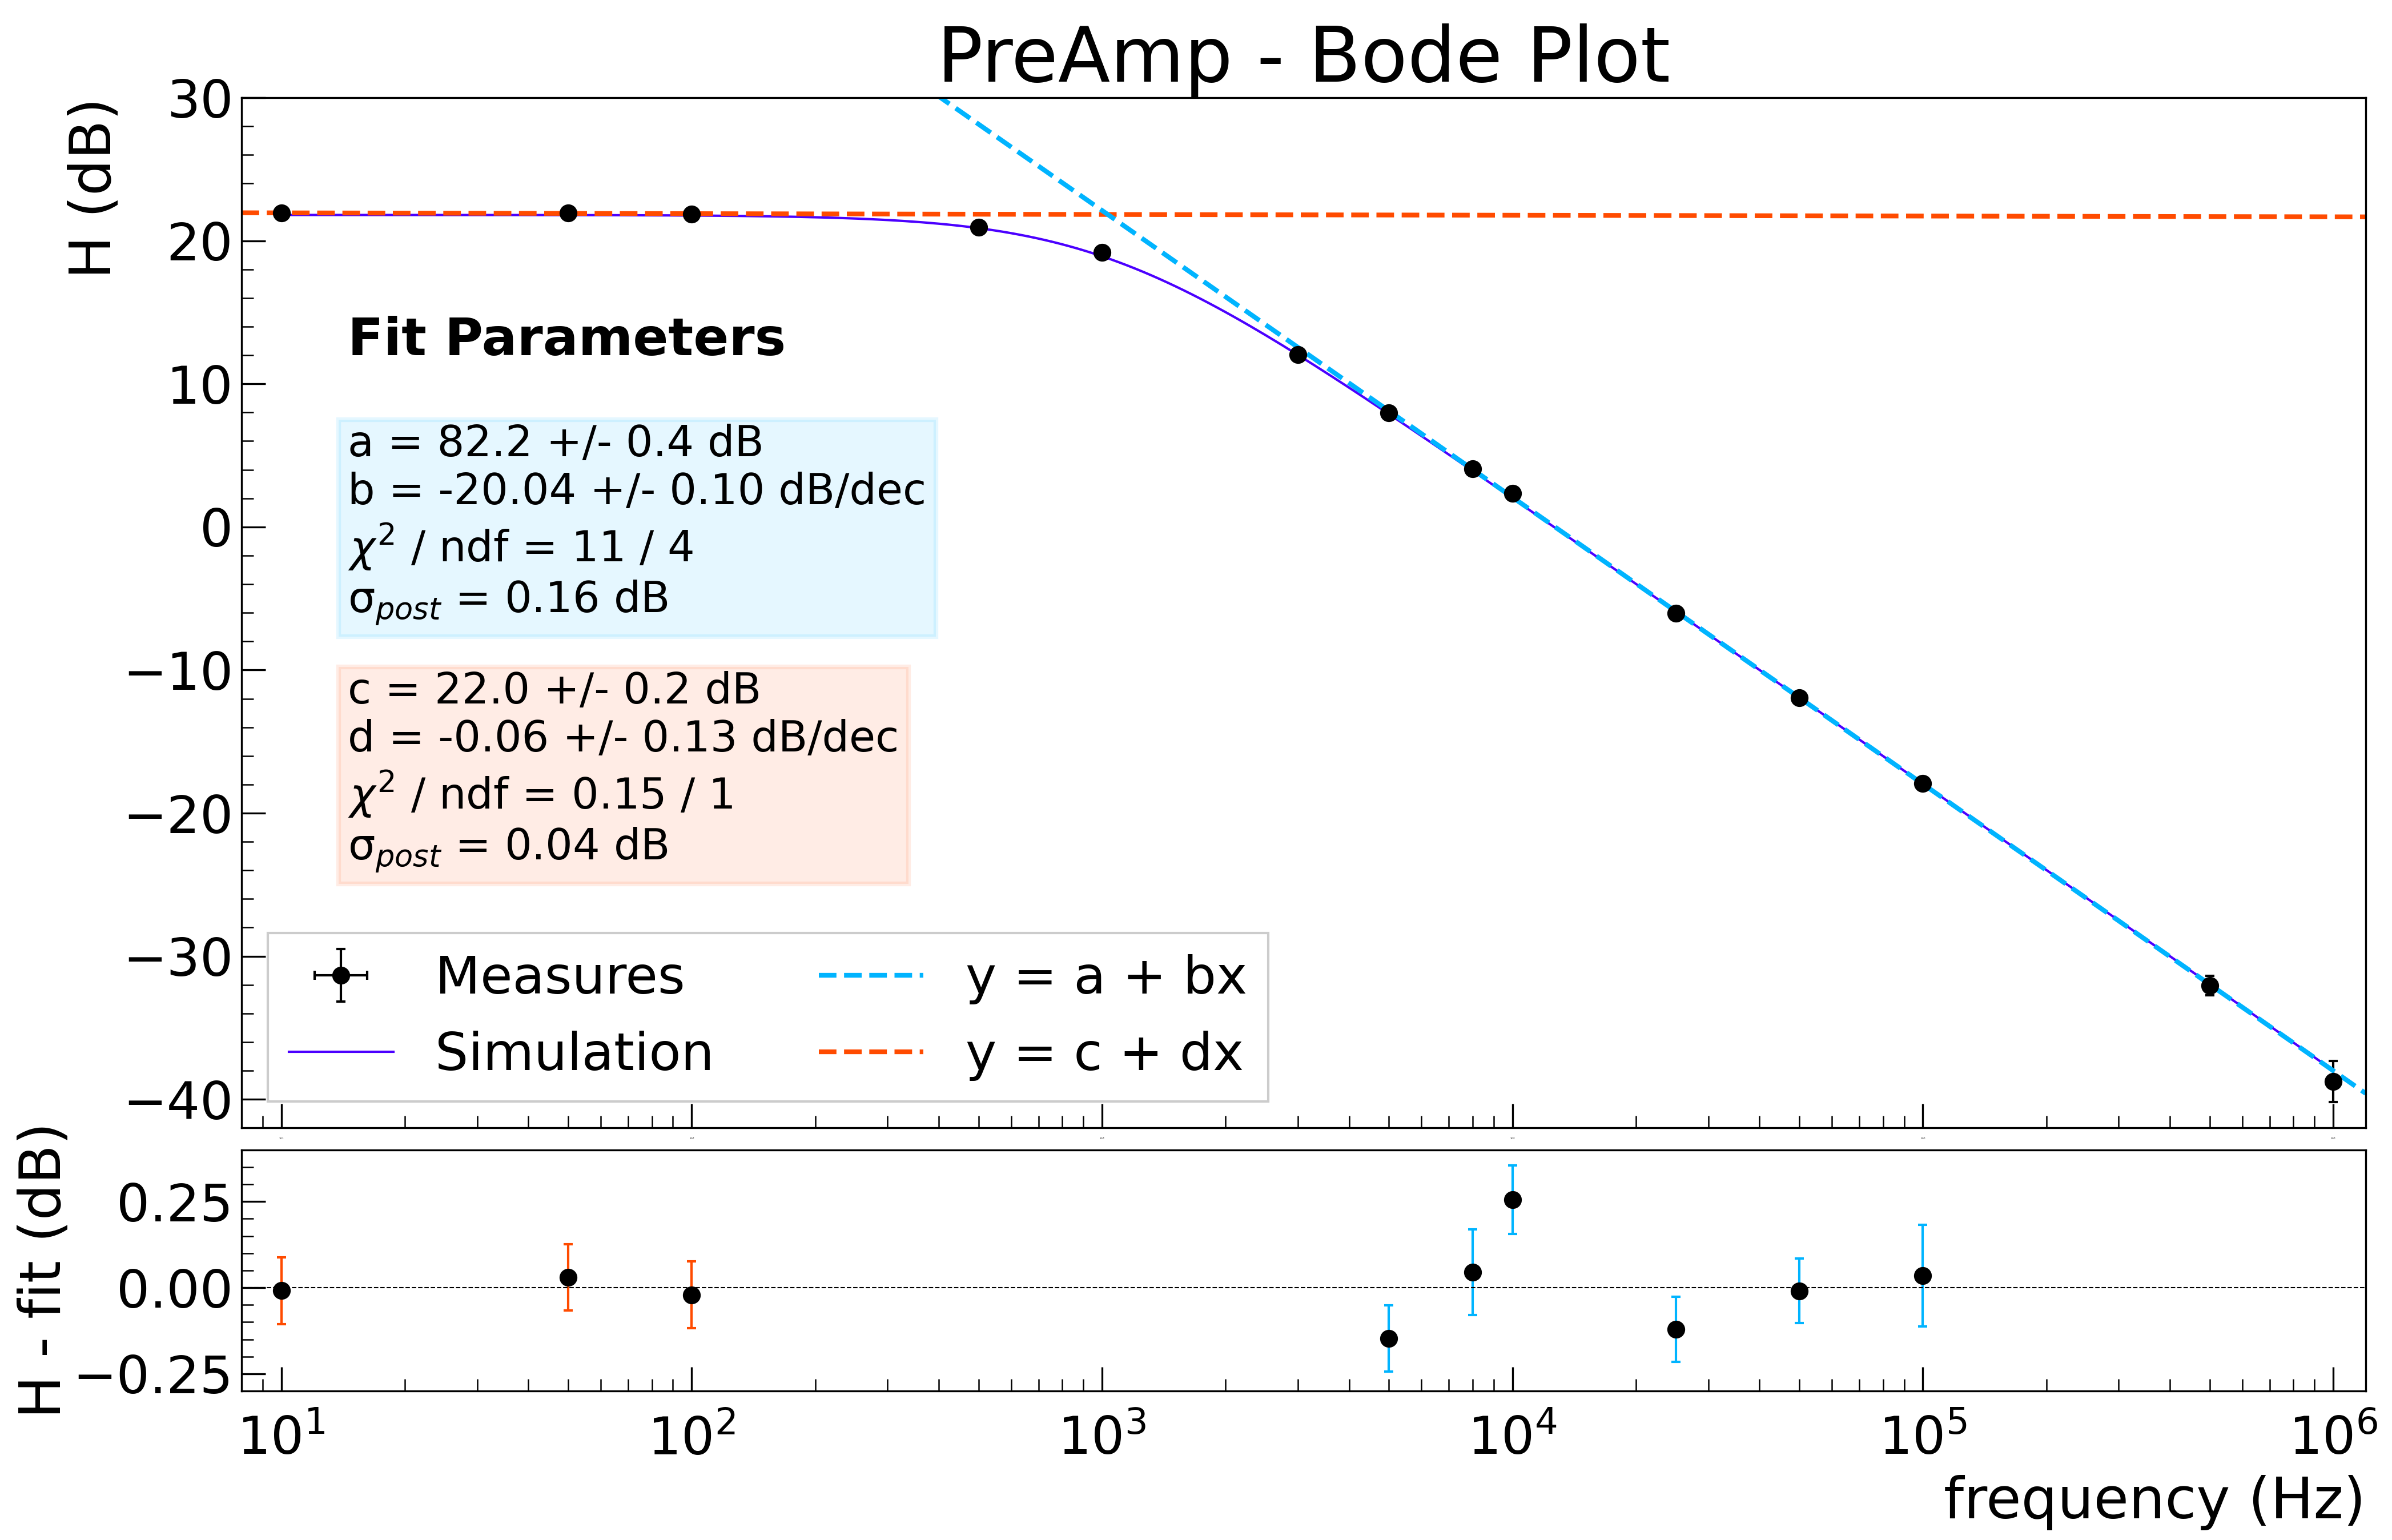 PreAmp - Bode Plot
H (dB)
30
20
10
0
−10
−20
−30
−40
Fit Parameters
a = 82.2 +/- 0.4 dB
b = -20.04 +/- 0.10 dB/dec
χ² / ndf = 11 / 4
σpost = 0.16 dB
c = 22.0 +/- 0.2 dB
d = -0.06 +/- 0.13 dB/dec
χ² / ndf = 0.15 / 1
σpost = 0.04 dB
Measures
Simulation
y = a + bx
y = c + dx
H - fit (dB)
0.25
0.00
−0.25
10¹ 10² 10³ 10⁴ 10⁵ 10⁶
frequency (Hz)